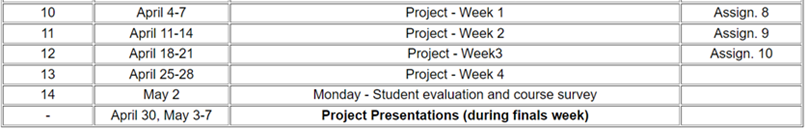 10 April 4-7 Project - Week 1 Assign. 8
11 April 11-14 Project - Week 2 Assign. 9
12 April 18-21 Project - Week3 Assign. 10
13 April 25-28 Project - Week 4
14 May 2 Monday - Student evaluation and course survey
- April 30, May 3-7 Project Presentations (during finals week)